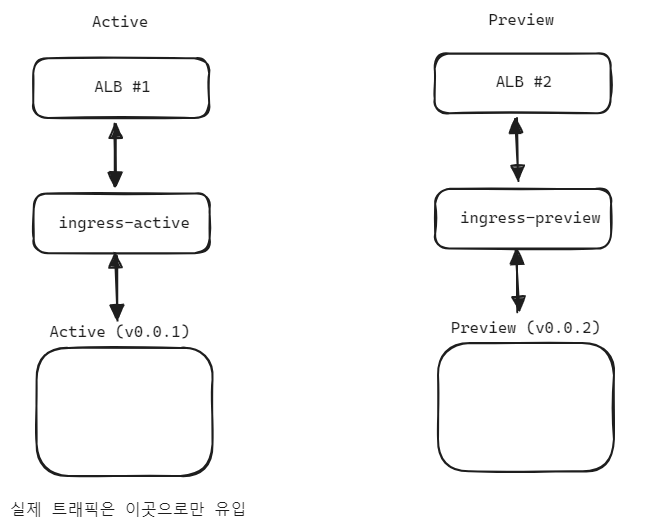 Active
Preview
ALB #1
ALB #2
ingress-active
ingress-preview
Active (v0.0.1)
Preview (v0.0.2)
실제 트래픽은 이곳으로만 유입